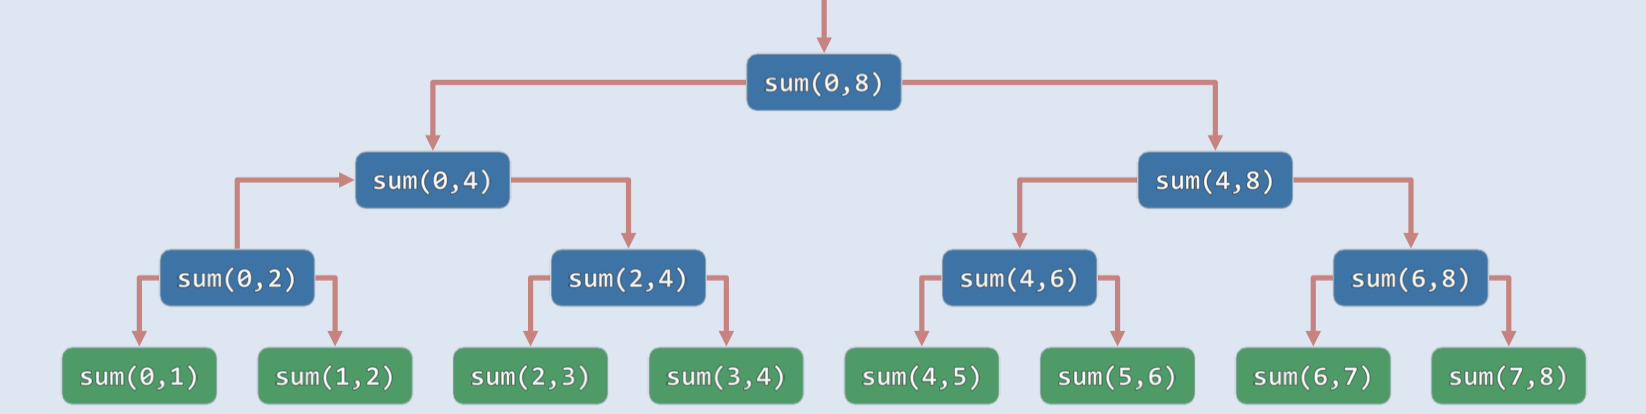 sum(0,8)
sum(0,4)
sum(4,8)
sum(0,2)
sum(2,4)
sum(4,6)
sum(6,8)
sum(0,1)
sum(1,2)
sum(2,3)
sum(3,4)
sum(4,5)
sum(5,6)
sum(6,7)
sum(7,8)